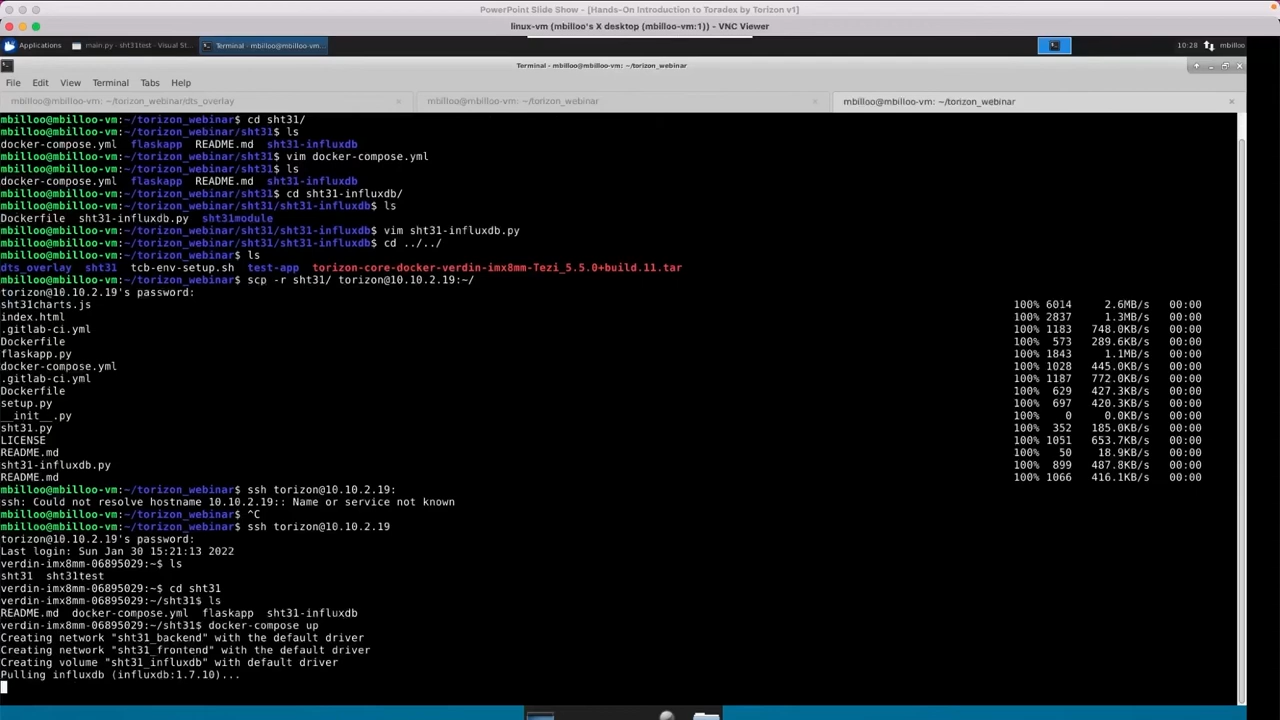 PowerPoint Slide Show - [Hands-On Introduction to Toradex by Torizon v1]
linux-vm (mbilloo's X desktop (mbilloo-vm:1)) - VNC Viewer
Applications main.py - sht31test - Visual St... Terminal - mbilloo@mbilloo-vm... 10:28 mbilloo
Terminal - mbilloo@mbilloo-vm: ~/torizon_webinar
File Edit View Terminal Tabs Help
mbilloo@mbilloo-vm: ~/torizon_webinar/dts_overlay mbilloo@mbilloo-vm: ~/torizon_webinar mbilloo@mbilloo-vm: ~/torizon_webinar
mbilloo@mbilloo-vm:~/torizon_webinar$ cd sht31/
mbilloo@mbilloo-vm:~/torizon_webinar/sht31$ ls
docker-compose.yml flaskapp README.md sht31-influxdb
mbilloo@mbilloo-vm:~/torizon_webinar/sht31$ vim docker-compose.yml
mbilloo@mbilloo-vm:~/torizon_webinar/sht31$ ls
docker-compose.yml flaskapp README.md sht31-influxdb
mbilloo@mbilloo-vm:~/torizon_webinar/sht31$ cd sht31-influxdb/
mbilloo@mbilloo-vm:~/torizon_webinar/sht31/sht31-influxdb$ ls
Dockerfile sht31-influxdb.py sht31module
mbilloo@mbilloo-vm:~/torizon_webinar/sht31/sht31-influxdb$ vim sht31-influxdb.py
mbilloo@mbilloo-vm:~/torizon_webinar/sht31/sht31-influxdb$ cd ../../
mbilloo@mbilloo-vm:~/torizon_webinar$ ls
dts_overlay sht31 tcb-env-setup.sh test-app torizon-core-docker-verdin-imx8mm-Tezi_5.5.0+build.11.tar
mbilloo@mbilloo-vm:~/torizon_webinar$ scp -r sht31/ torizon@10.10.2.19:~/
torizon@10.10.2.19's password:
sht31charts.js 100% 6014 2.6MB/s 00:00
index.html 100% 2837 1.3MB/s 00:00
.gitlab-ci.yml 100% 1183 748.0KB/s 00:00
Dockerfile 100% 573 289.6KB/s 00:00
flaskapp.py 100% 1843 1.1MB/s 00:00
docker-compose.yml 100% 1028 445.0KB/s 00:00
.gitlab-ci.yml 100% 1187 772.0KB/s 00:00
Dockerfile 100% 629 427.3KB/s 00:00
setup.py 100% 697 420.3KB/s 00:00
__init__.py 100% 0 0.0KB/s 00:00
sht31.py 100% 352 185.0KB/s 00:00
LICENSE 100% 1051 653.7KB/s 00:00
README.md 100% 50 18.9KB/s 00:00
sht31-influxdb.py 100% 899 487.8KB/s 00:00
README.md 100% 1066 416.1KB/s 00:00
mbilloo@mbilloo-vm:~/torizon_webinar$ ssh torizon@10.10.2.19:
ssh: Could not resolve hostname 10.10.2.19:: Name or service not known
mbilloo@mbilloo-vm:~/torizon_webinar$ ^C
mbilloo@mbilloo-vm:~/torizon_webinar$ ssh torizon@10.10.2.19
torizon@10.10.2.19's password:
Last login: Sun Jan 30 15:21:13 2022
verdin-imx8mm-06895029:~$ ls
sht31 sht31test
verdin-imx8mm-06895029:~$ cd sht31
verdin-imx8mm-06895029:~/sht31$ ls
README.md docker-compose.yml flaskapp sht31-influxdb
verdin-imx8mm-06895029:~/sht31$ docker-compose up
Creating network "sht31_backend" with the default driver
Creating network "sht31_frontend" with the default driver
Creating volume "sht31_influxdb" with default driver
Pulling influxdb (influxdb:1.7.10)...